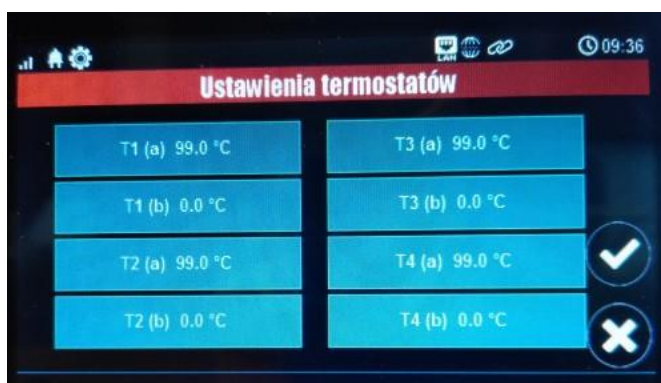 LAN
09:36
Ustawienia termostatów
T1 (a) 99.0 °C
T1 (b) 0.0 °C
T2 (a) 99.0 °C
T2 (b) 0.0 °C
T3 (a) 99.0 °C
T3 (b) 0.0 °C
T4 (a) 99.0 °C
T4 (b) 0.0 °C